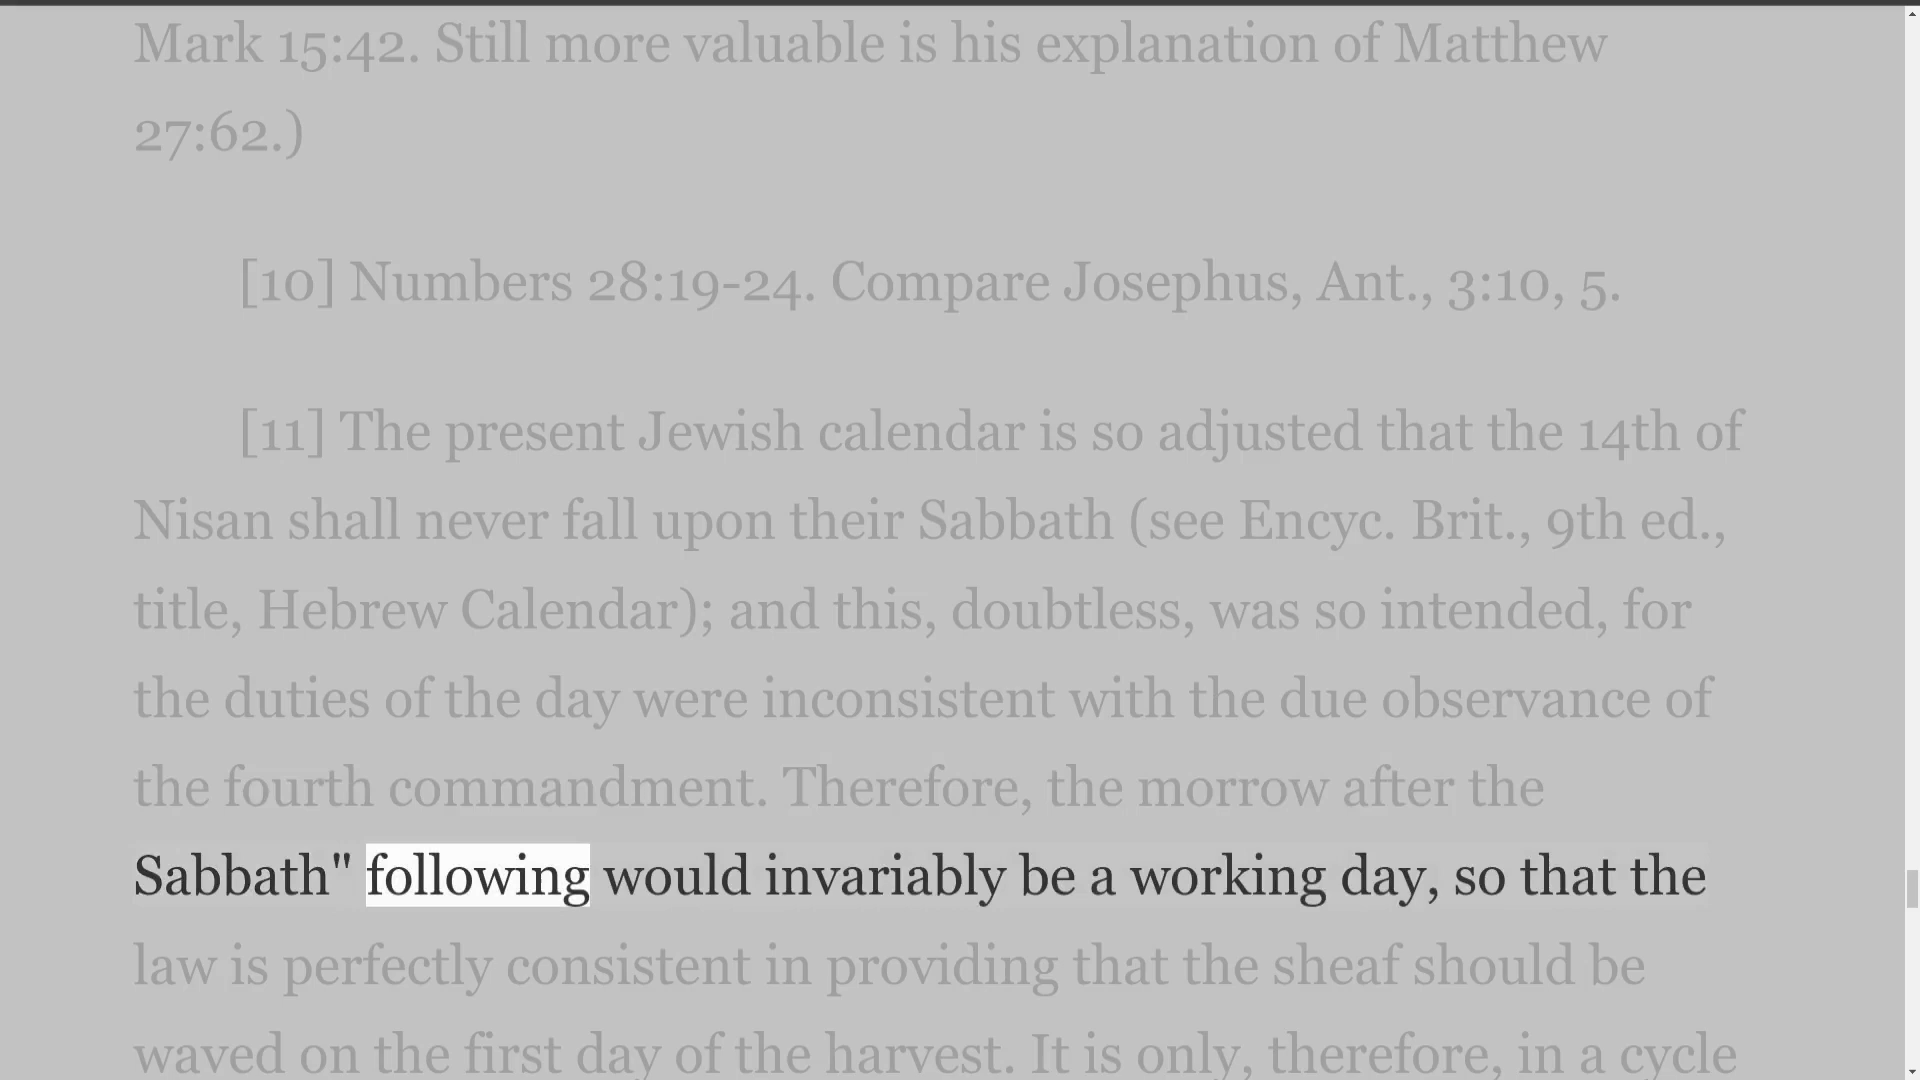 Mark 15:42. Still more valuable is his explanation of Matthew
27:62.)
[10] Numbers 28:19-24. Compare Josephus, Ant., 3:10, 5.
[11] The present Jewish calendar is so adjusted that the 14th of
Nisan shall never fall upon their Sabbath (see Encyc. Brit., 9th ed.,
title, Hebrew Calendar); and this, doubtless, was so intended, for
the duties of the day were inconsistent with the due observance of
the fourth commandment. Therefore, the morrow after the
Sabbath" following would invariably be a working day, so that the
law is perfectly consistent in providing that the sheaf should be
waved on the first day of the harvest. It is only, therefore, in a cycle